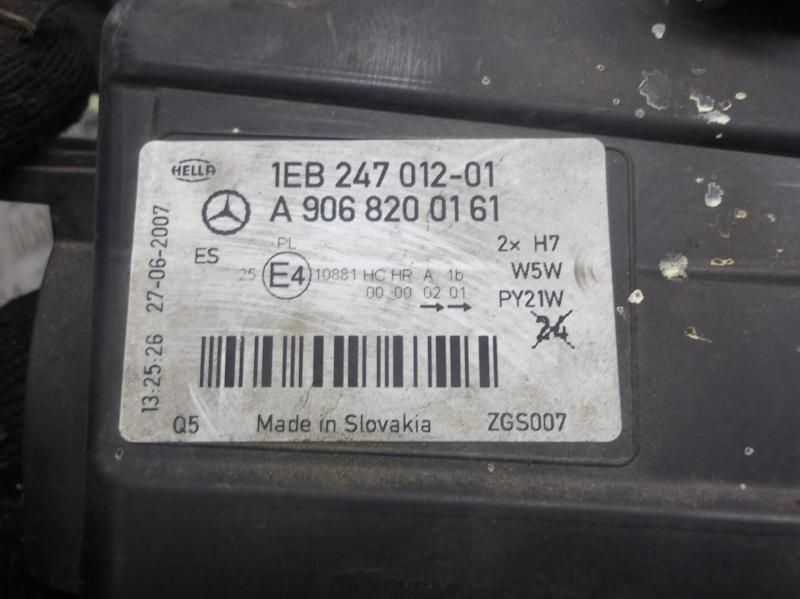 HELLA
1EB 247 012-01
A 906 820 01 61
ES
PL
2x H7
25 E4 10881 HC HR A 1b
W5W
00 00 02 01
PY21W
24
13:25:26 27-06-2007
Q5 Made in Slovakia ZGS007